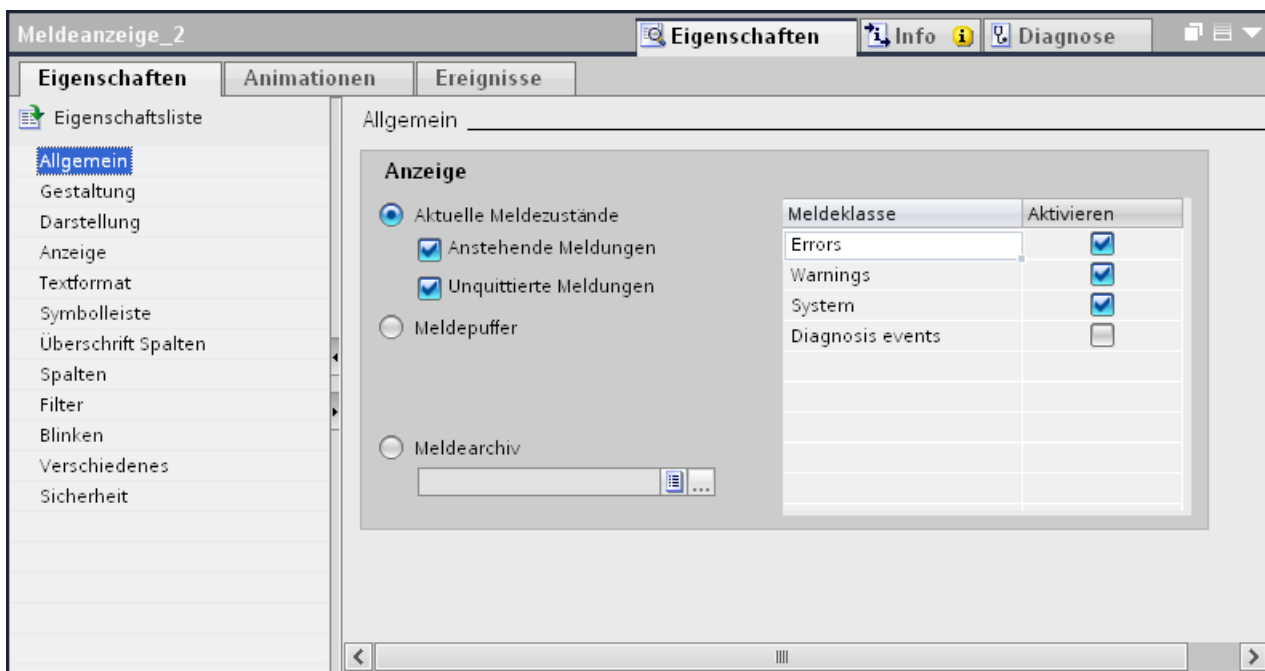 Meldeanzeige_2
Eigenschaften
Info
Diagnose
Eigenschaften
Animationen
Ereignisse
Eigenschaftsliste
Allgemein
Gestaltung
Darstellung
Anzeige
Textformat
Symbolleiste
Überschrift Spalten
Spalten
Filter
Blinken
Verschiedenes
Sicherheit
Allgemein
Anzeige
Aktuelle Meldezustände
Anstehende Meldungen
Unquittierte Meldungen
Meldepuffer
Meldearchiv
...
Meldeklasse Aktivieren
Errors
Warnings
System
Diagnosis events